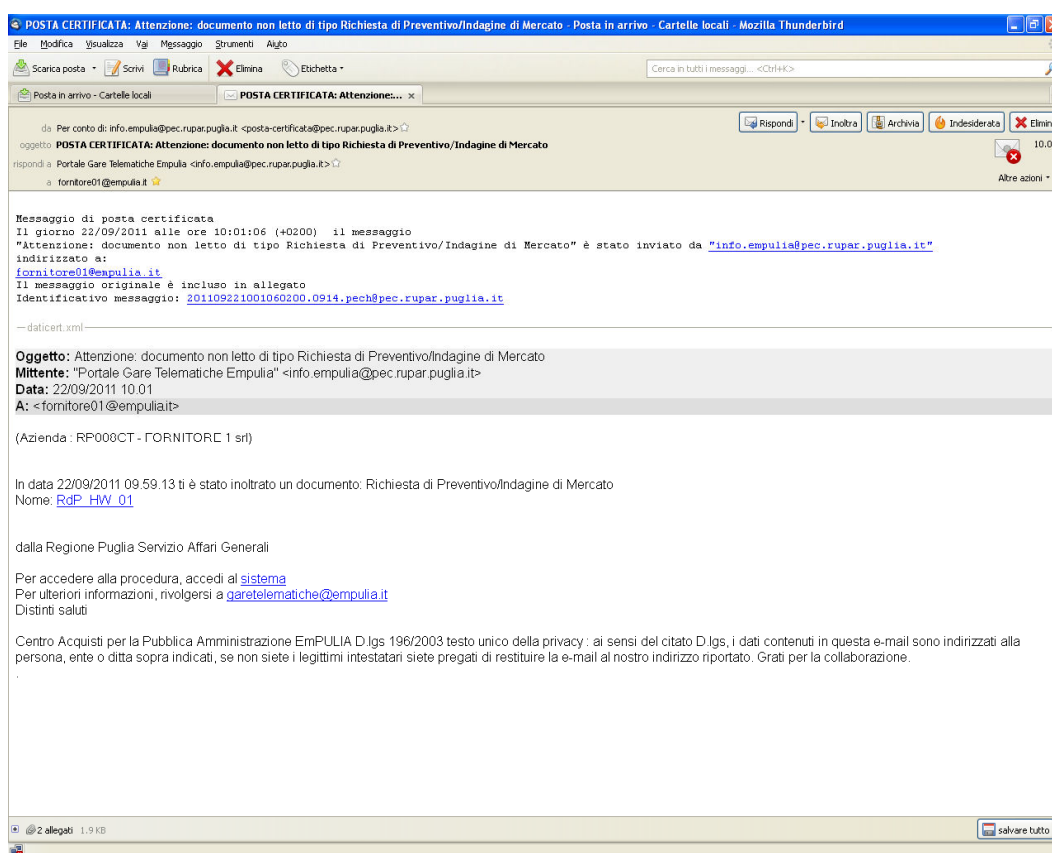 POSTA CERTIFICATA: Attenzione: documento non letto di tipo Richiesta di Preventivo/Indagine di Mercato - Posta in arrivo - Cartelle locali - Mozilla Thunderbird
File Modifica Visualizza Vai Messaggio Strumenti Aiuto
Scarica posta Scrivi Rubrica Elimina Etichetta Cerca in tutti i messaggi... <Ctrl+K>
Posta in arrivo - Cartelle locali POSTA CERTIFICATA: Attenzione:... ×
da Per conto di: info.empulia@pec.rupar.puglia.it <posta-certificata@pec.rupar.puglia.it> Rispondi Inoltra Archivia Indesiderata Elimin
oggetto POSTA CERTIFICATA: Attenzione: documento non letto di tipo Richiesta di Preventivo/Indagine di Mercato 10.0
rispondi a Portale Gare Telematiche Empulia <info.empulia@pec.rupar.puglia.it>
a fornitore01@empulia.it Altre azioni
Messaggio di posta certificata
Il giorno 22/09/2011 alle ore 10:01:06 (+0200) il messaggio
"Attenzione: documento non letto di tipo Richiesta di Preventivo/Indagine di Mercato" è stato inviato da "info.empulia@pec.rupar.puglia.it"
indirizzato a:
fornitore01@empulia.it
Il messaggio originale è incluso in allegato
Identificativo messaggio: 201109221001060200.0914.pech@pec.rupar.puglia.it
daticert.xml
Oggetto: Attenzione: documento non letto di tipo Richiesta di Preventivo/Indagine di Mercato
Mittente: "Portale Gare Telematiche Empulia" <info.empulia@pec.rupar.puglia.it>
Data: 22/09/2011 10.01
A: <fornitore01@empulia.it>
(Azienda : RP008CT - FORNITORE 1 srl)
In data 22/09/2011 09.59.13 ti è stato inoltrato un documento: Richiesta di Preventivo/Indagine di Mercato
Nome: RdP_HW_01
dalla Regione Puglia Servizio Affari Generali
Per accedere alla procedura, accedi al sistema
Per ulteriori informazioni, rivolgersi a garetelematiche@empulia.it
Distinti saluti
Centro Acquisti per la Pubblica Amministrazione EmPULIA D.lgs 196/2003 testo unico della privacy : ai sensi del citato D.lgs, i dati contenuti in questa e-mail sono indirizzati alla
persona, ente o ditta sopra indicati, se non siete i legittimi intestatari siete pregati di restituire la e-mail al nostro indirizzo riportato. Grati per la collaborazione.
.
2 allegati 1.9 KB salvare tutto